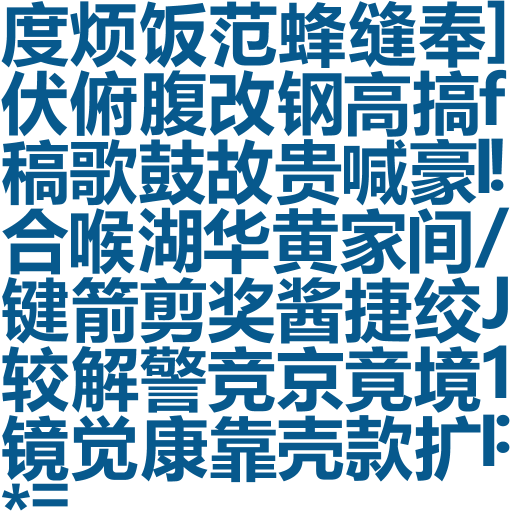 度烦饭范蜂缝奉]
伏俯腹改钢高搞f
稿歌鼓故贵喊豪l!
合喉湖华黄家间/
键箭剪奖酱捷绞J
较解警竞京竟境1
镜觉康靠壳款扩I:
*=